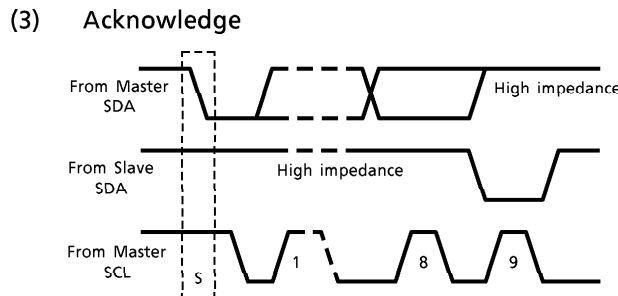 (3) Acknowledge
From Master
SDA
High impedance
From Slave
SDA
High impedance
From Master
SCL
S
1
8
9